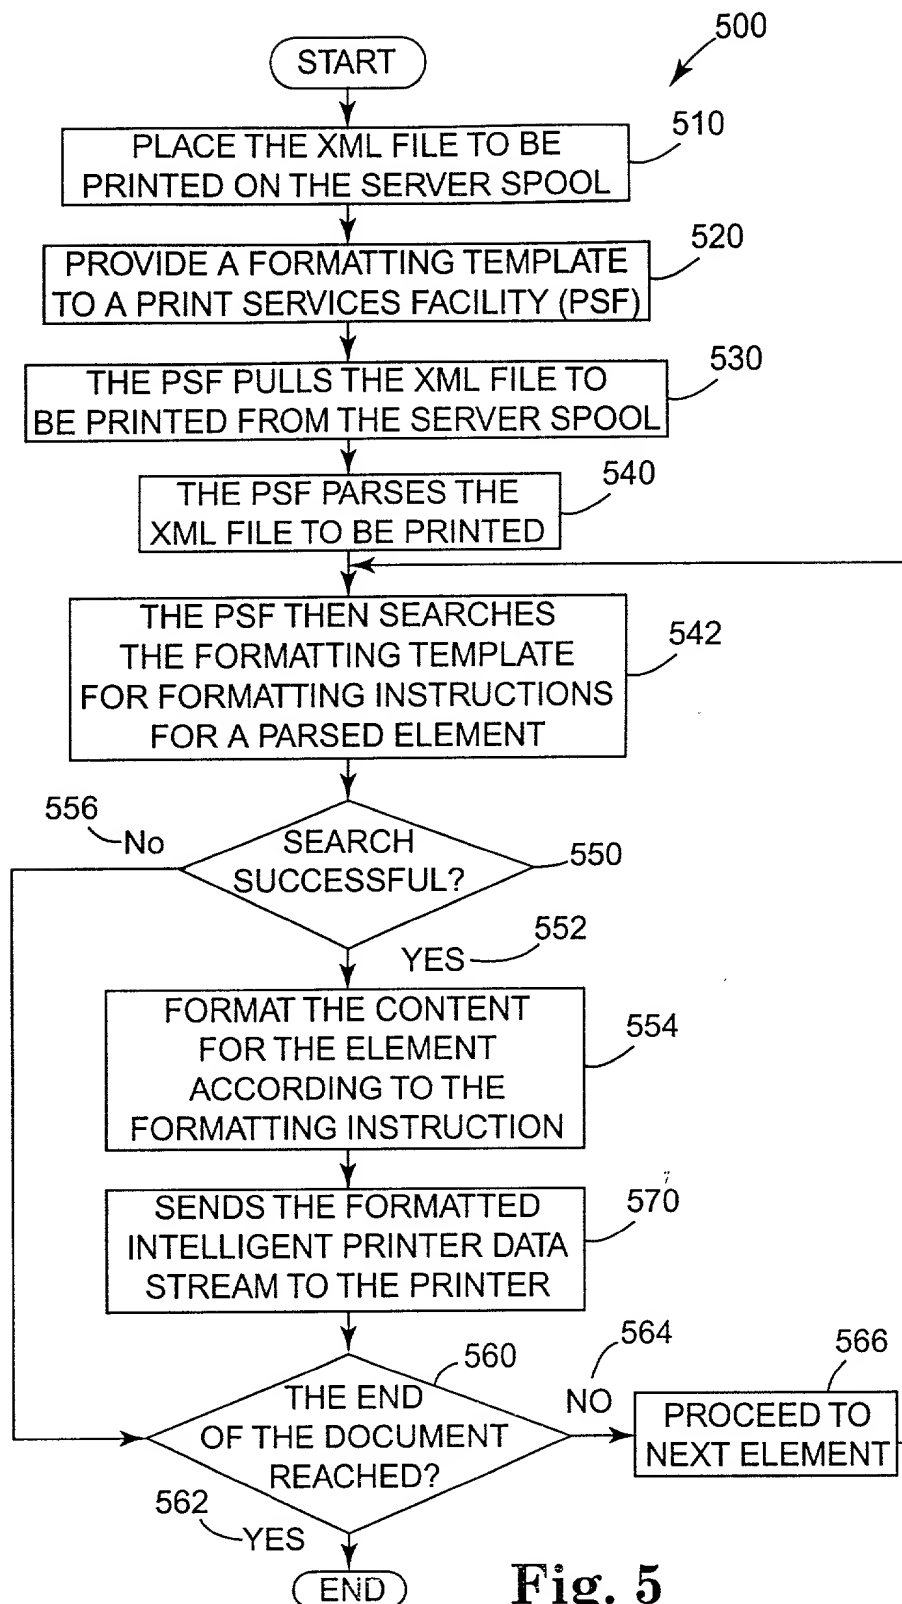 500
START
510
PLACE THE XML FILE TO BE
PRINTED ON THE SERVER SPOOL
520
PROVIDE A FORMATTING TEMPLATE
TO A PRINT SERVICES FACILITY (PSF)
530
THE PSF PULLS THE XML FILE TO
BE PRINTED FROM THE SERVER SPOOL
540
THE PSF PARSES THE
XML FILE TO BE PRINTED
THE PSF THEN SEARCHES
THE FORMATTING TEMPLATE
FOR FORMATTING INSTRUCTIONS
FOR A PARSED ELEMENT
542
556
No
SEARCH
SUCCESSFUL?
550
YES
552
FORMAT THE CONTENT
FOR THE ELEMENT
ACCORDING TO THE
FORMATTING INSTRUCTION
554
SENDS THE FORMATTED
INTELLIGENT PRINTER DATA
STREAM TO THE PRINTER
570
560
THE END
OF THE DOCUMENT
REACHED?
564
NO
566
PROCEED TO
NEXT ELEMENT
562
YES
END
Fig. 5